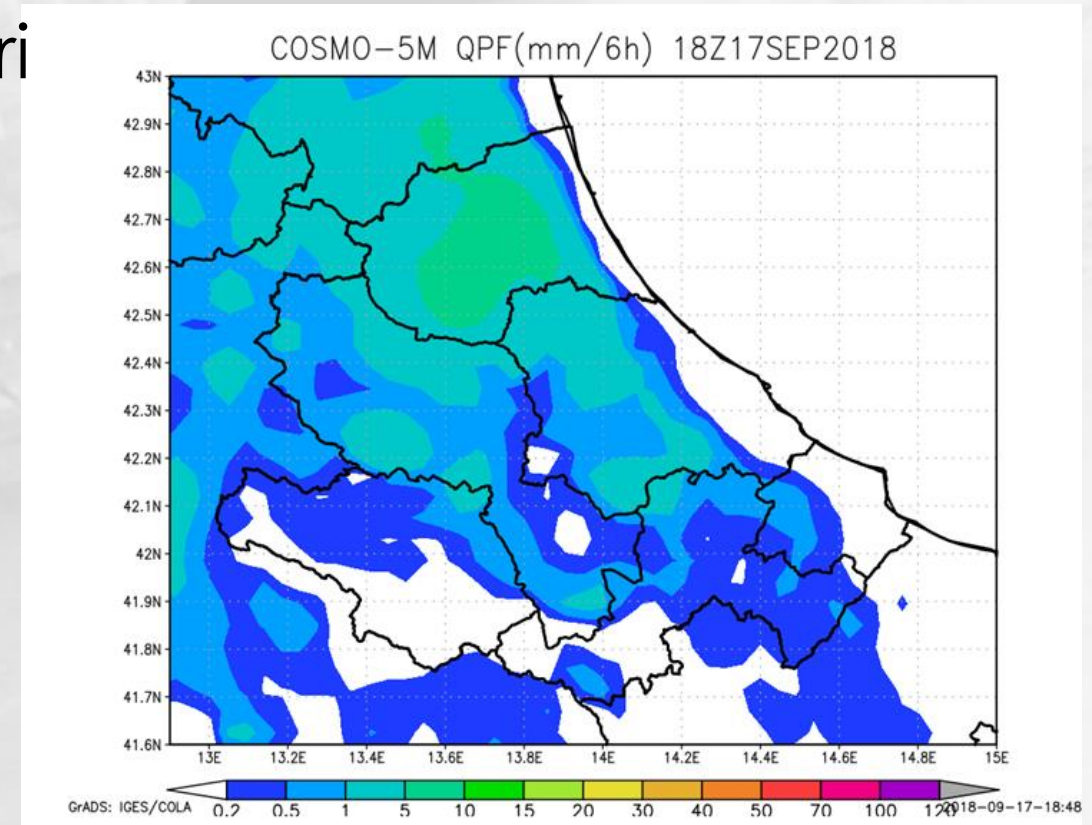 ri
COSMO-5M QPF(mm/6h) 18Z17SEP2018
43N
42.9N
42.8N
42.7N
42.6N
42.5N
42.4N
42.3N
42.2N
42.1N
42N
41.9N
41.8N
41.7N
41.6N
13E 13.2E 13.4E 13.6E 13.8E 14E 14.2E 14.4E 14.6E 14.8E 15E
GrADS: IGES/COLA 0.2 0.5 1 5 10 15 20 30 40 50 70 100 120 2018-09-17-18:48